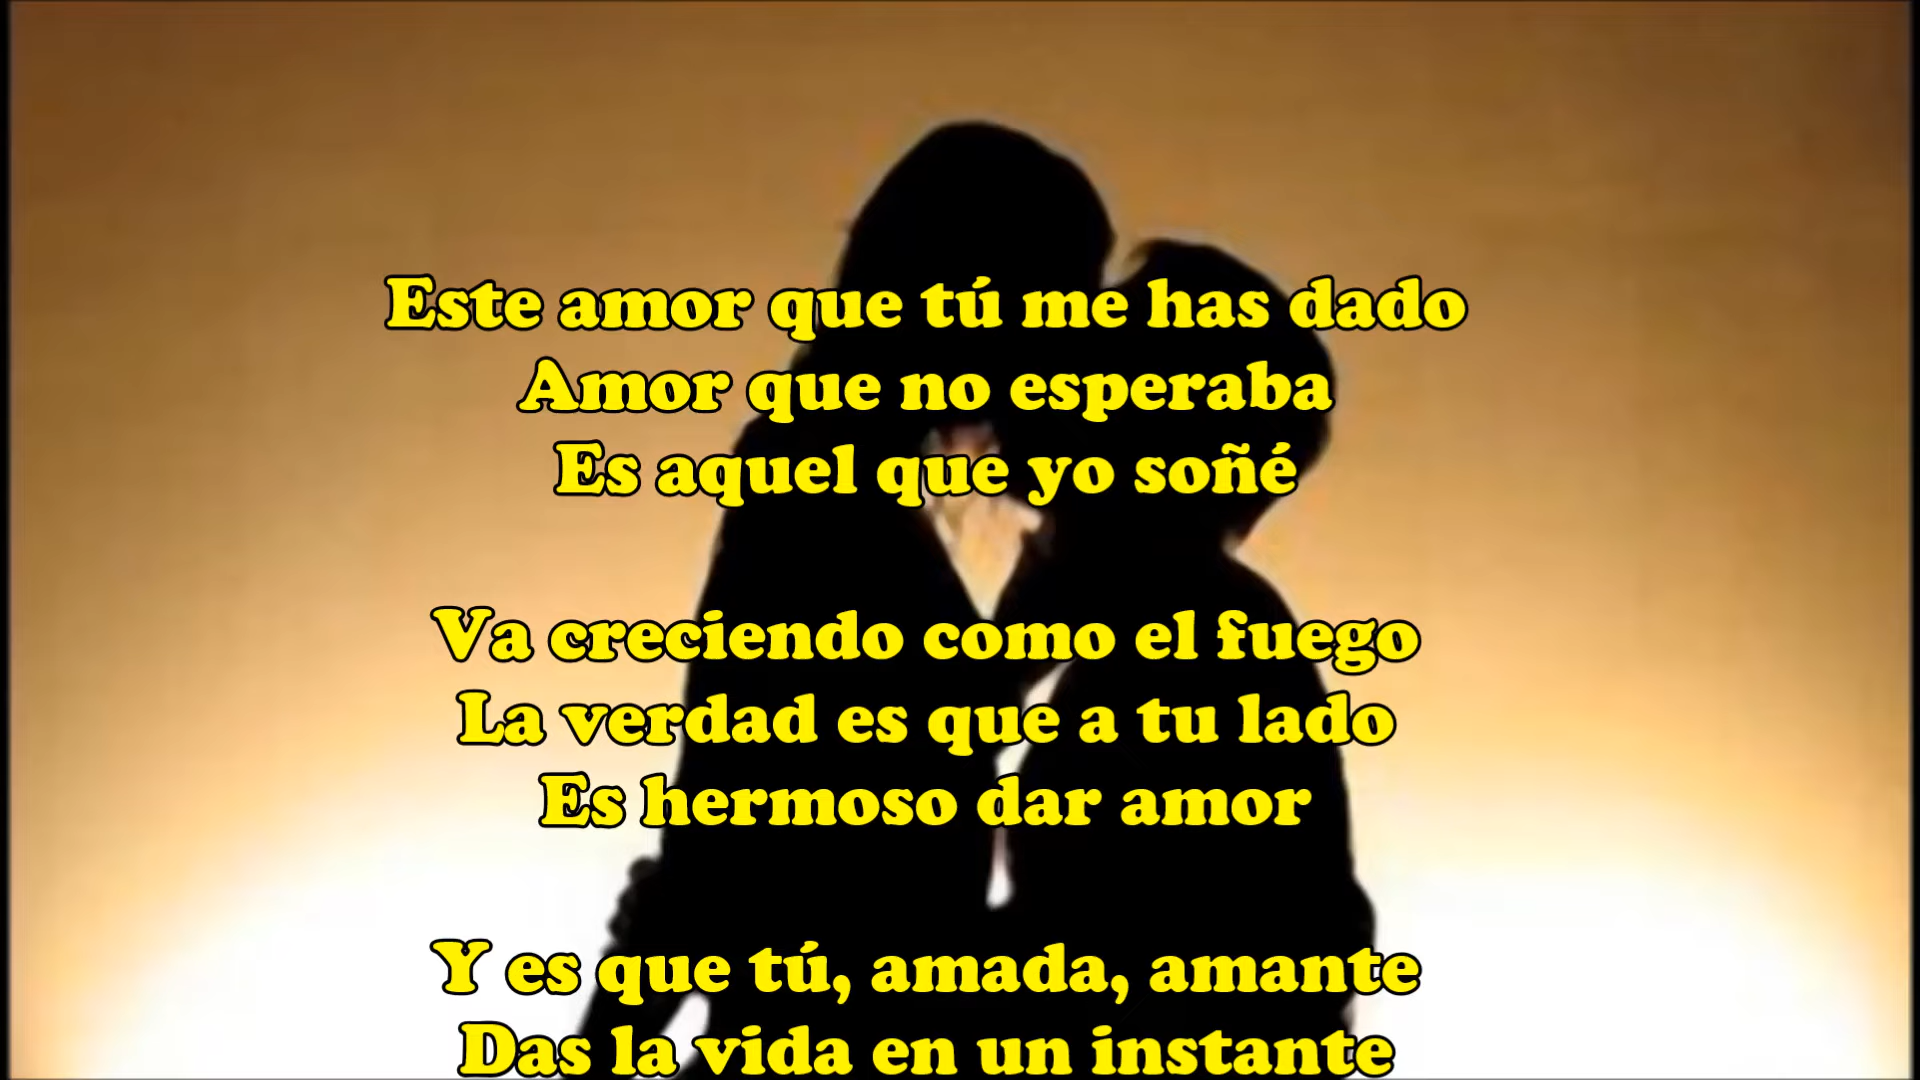 Este amor que tú me has dado
Amor que no esperaba
Es aquel que yo soñé
Va creciendo como el fuego
La verdad es que a tu lado
Es hermoso dar amor
Y es que tú, amada, amante
Das la vida en un instante